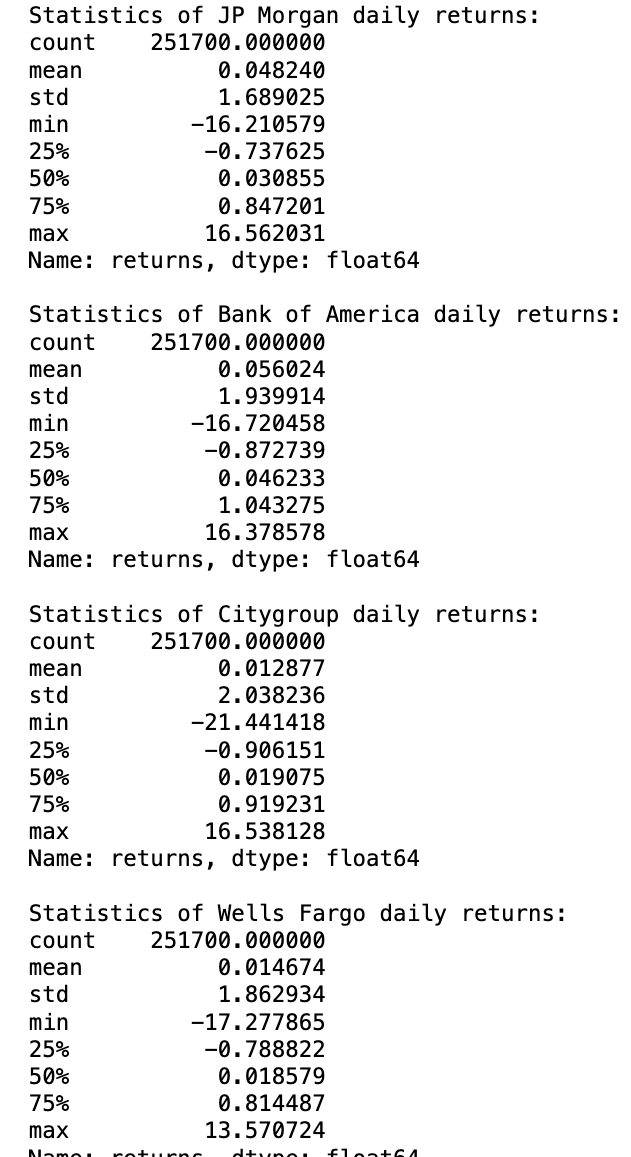 Statistics of JP Morgan daily returns:
count    251700.000000
mean          0.048240
std           1.689025
min         −16.210579
25%          −0.737625
50%           0.030855
75%           0.847201
max          16.562031
Name: returns, dtype: float64

Statistics of Bank of America daily returns:
count    251700.000000
mean          0.056024
std           1.939914
min         −16.720458
25%          −0.872739
50%           0.046233
75%           1.043275
max          16.378578
Name: returns, dtype: float64

Statistics of Citygroup daily returns:
count    251700.000000
mean          0.012877
std           2.038236
min         −21.441418
25%          −0.906151
50%           0.019075
75%           0.919231
max          16.538128
Name: returns, dtype: float64

Statistics of Wells Fargo daily returns:
count    251700.000000
mean          0.014674
std           1.862934
min         −17.277865
25%          −0.788822
50%           0.018579
75%           0.814487
max          13.570724
Name: returns, dtype: float64